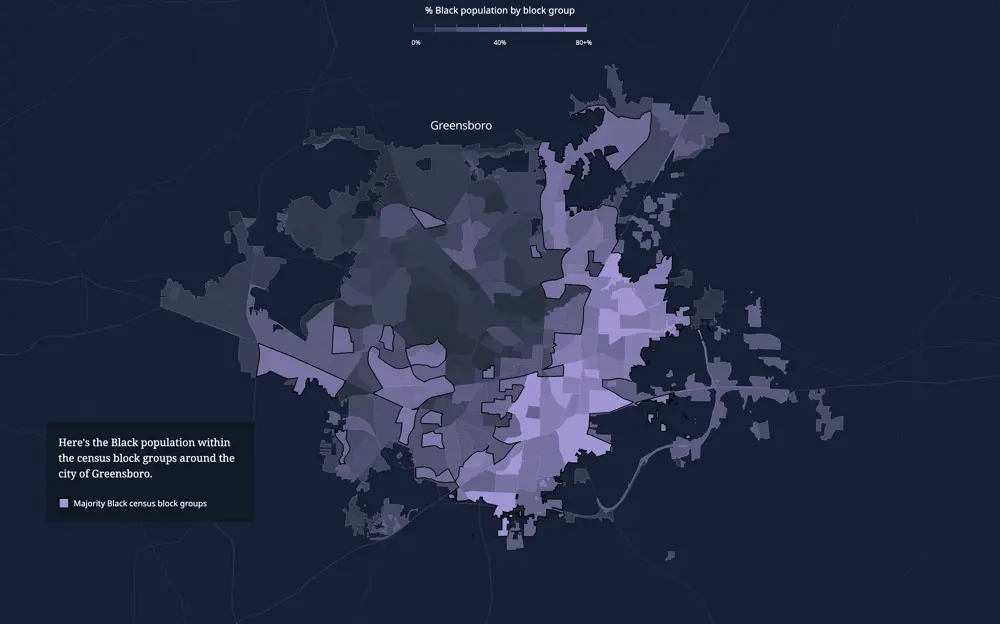 % Black population by block group
0%
40%
80+%
Greensboro
Here's the Black population within
the census block groups around the
city of Greensboro.
Majority Black census block groups